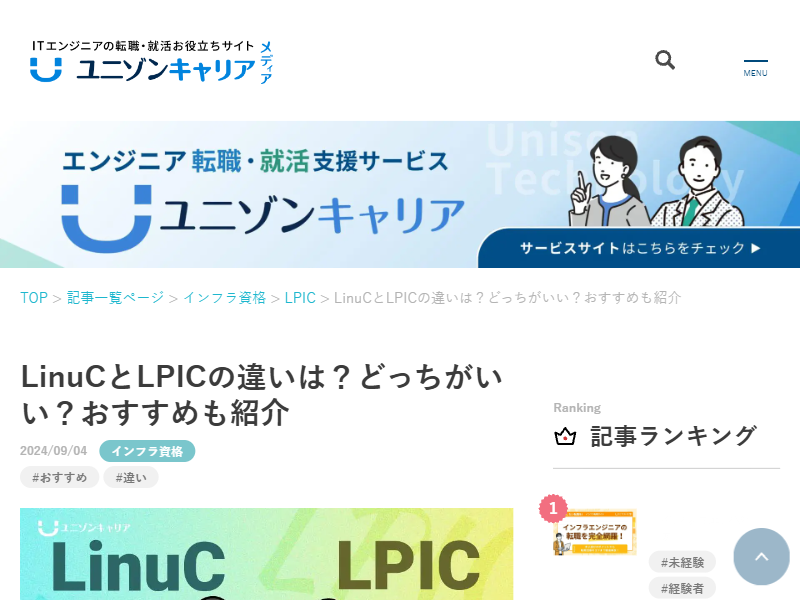 ITエンジニアの転職・就活お役立ちサイト
ユニゾンキャリア
メディア
MENU
Unison
Technology
エンジニア転職・就活支援サービス
ユニゾンキャリア
サービスサイトはこちらをチェック ▶
TOP > 記事一覧ページ > インフラ資格 > LPIC > LinuCとLPICの違いは？どっちがいい？おすすめも紹介
LinuCとLPICの違いは？どっちがい
い？おすすめも紹介
2024/09/04 インフラ資格
#おすすめ #違い
ユニゾンキャリア
LinuC LPIC
Ranking
記事ランキング
1
インフラエンジニアの
転職を完全網羅！
#未経験
#経験者